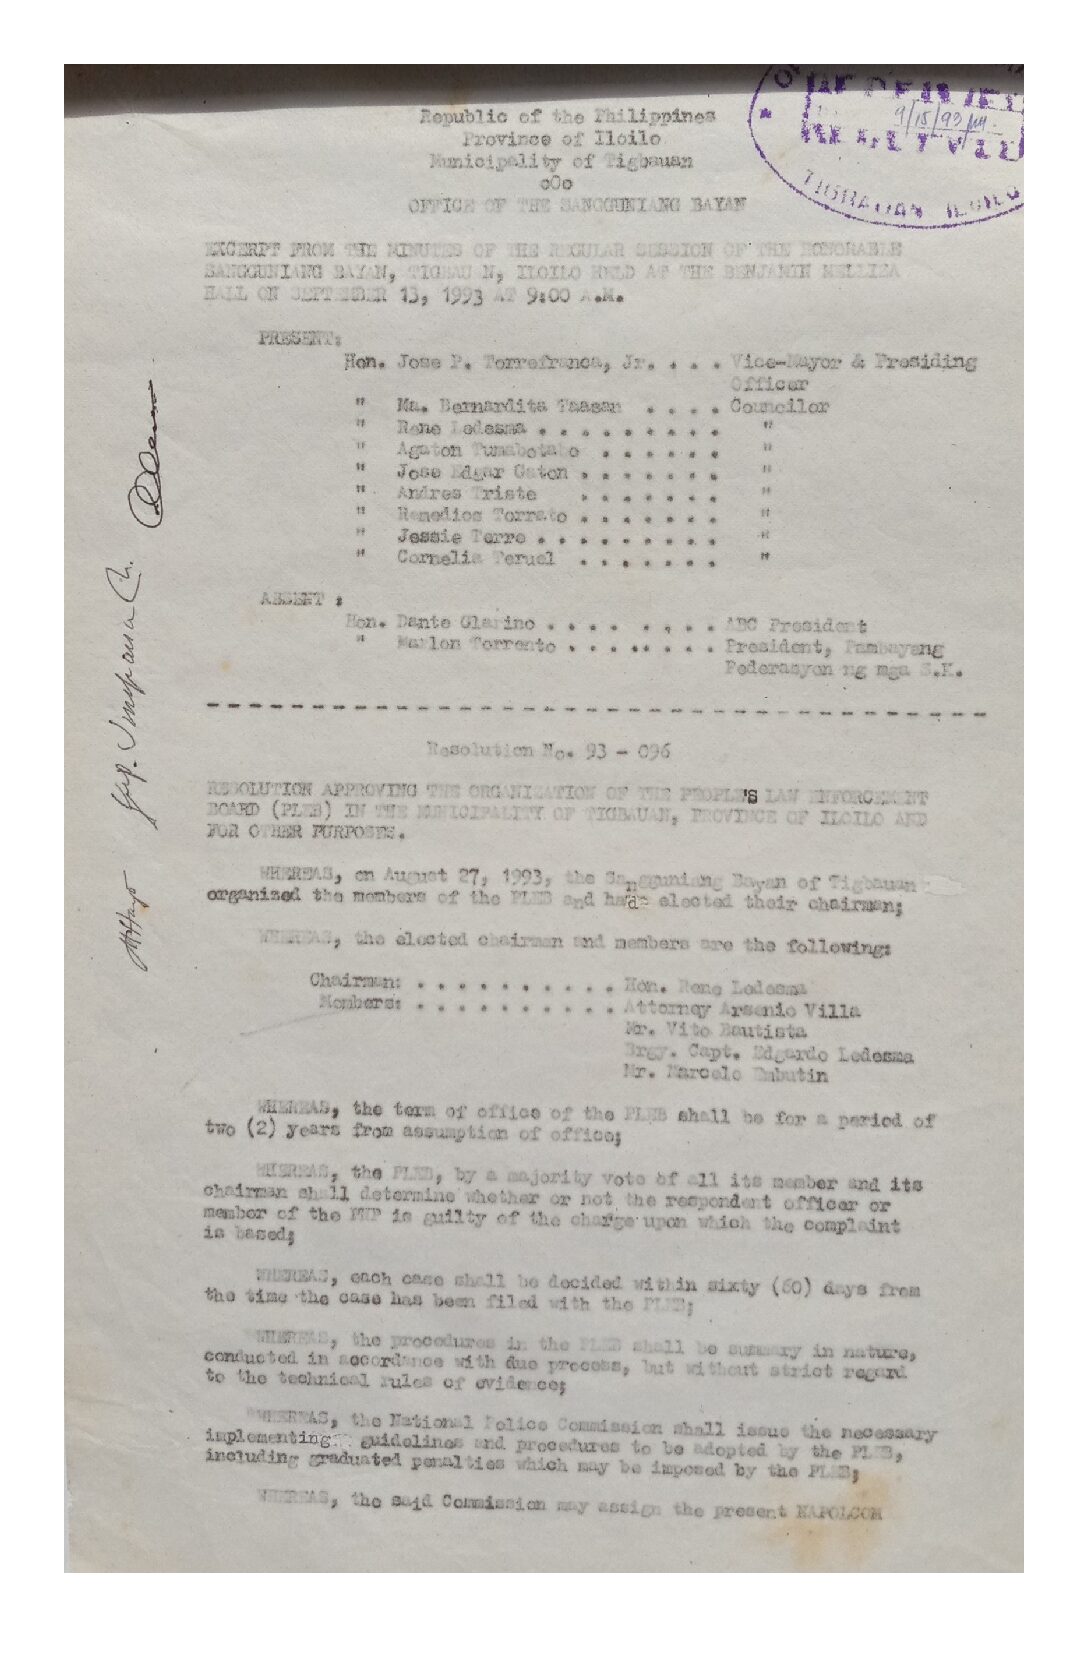 Republic of the Philippines
Province of Iloilo
Municipality of Tigbauan
oOo
OFFICE OF THE SANGGUNIANG BAYAN
9/15/93
TIGBAUAN ILOILO
EXCERPT FROM THE MINUTES OF THE REGULAR SESSION OF THE HONORABLE
SANGGUNIANG BAYAN, TIGBAU N, ILOILO HELD AT THE BENJAMIN MELLIZA
HALL ON SEPTEMBER 13, 1993 AT 9:00 A.M.
PRESENT:
Hon. Jose P. Torrefranca, Jr. . . . Vice-Mayor & Presiding
Officer
" Ma. Bernardita Taasan . . . . Councilor
" Rene Ledesma . . . . . . . . . "
" Agaton Tumabotabo . . . . . . "
" Jose Edgar Gaton . . . . . . . "
" Andres Triste . . . . . . . "
" Remedios Torrato . . . . . . . "
" Jessie Torre . . . . . . . . . "
" Cornelia Teruel . . . . . . . "
ABSENT :
Hon. Dante Glarino . . . . . . . . ABC President
" Marlon Torrento . . . . . . . . President, Pambayang
Federasyon ng mga S.K.
Resolution No. 93 - 096
RESOLUTION APPROVING THE ORGANIZATION OF THE PEOPLE'S LAW ENFORCEMENT
BOARD (PLEB) IN THE MUNICIPALITY OF TIGBAUAN, PROVINCE OF ILOILO AND
FOR OTHER PURPOSES.
WHEREAS, on August 27, 1993, the Sangguniang Bayan of Tigbauan
organized the members of the PLEB and had elected their chairman;
WHEREAS, the elected chairman and members are the following:
Chairman: . . . . . . . . . . Hon. Rene Ledesma
Members: . . . . . . . . . . Attorney Arsenio Villa
Mr. Vito Bautista
Brgy. Capt. Edgardo Ledesma
Mr. Marcelo Embutin
WHEREAS, the term of office of the PLEB shall be for a period of
two (2) years from assumption of office;
WHEREAS, the PLEB, by a majority vote of all its member and its
chairman shall determine whether or not the respondent officer or
member of the PNP is guilty of the charge upon which the complaint
is based;
WHEREAS, each case shall be decided within sixty (60) days from
the time the case has been filed with the PLEB;
WHEREAS, the procedures in the PLEB shall be summary in nature,
conducted in accordance with due process, but without strict regard
to the technical rules of evidence;
WHEREAS, the National Police Commission shall issue the necessary
implementing guidelines and procedures to be adopted by the PLEB,
including graduated penalties which may be imposed by the PLEB;
WHEREAS, the said Commission may assign the present NAPOLCOM